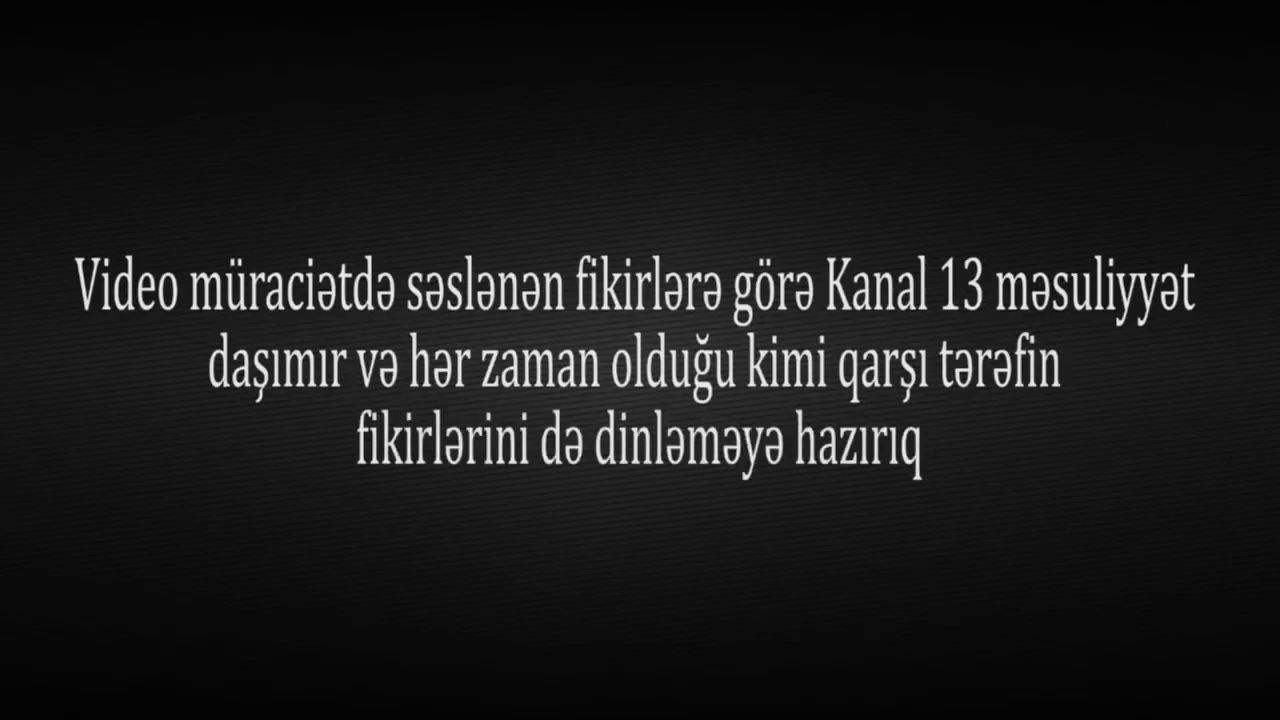 Video müraciətdə səslənən fikirlərə görə Kanal 13 məsuliyyət
daşımır və hər zaman olduğu kimi qarşı tərəfin
fikirlərini də dinləməyə hazırıq